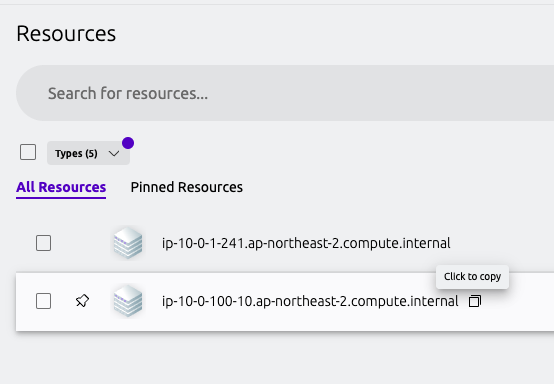 Resources
Search for resources...
Types (5)
All Resources Pinned Resources
ip-10-0-1-241.ap-northeast-2.compute.internal
Click to copy
ip-10-0-100-10.ap-northeast-2.compute.internal